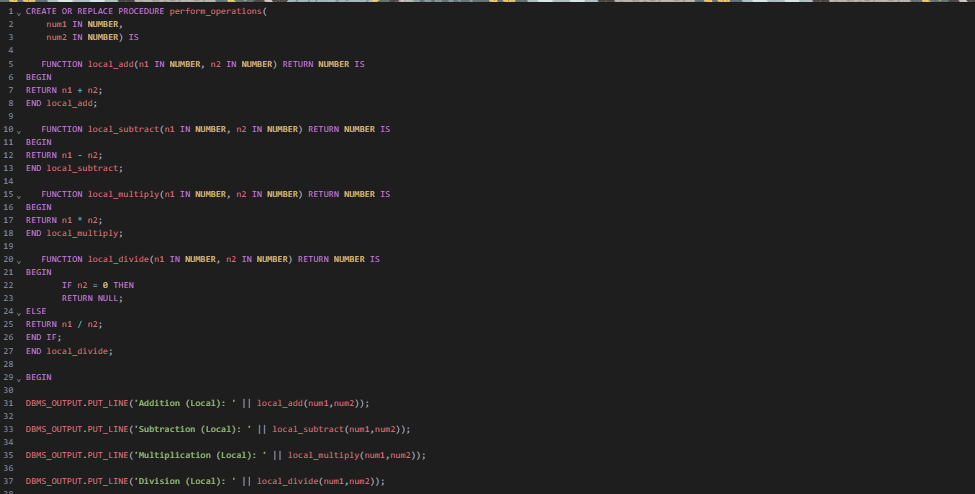 1 CREATE OR REPLACE PROCEDURE perform_operations(
2 num1 IN NUMBER,
3 num2 IN NUMBER) IS
4
5 FUNCTION local_add(n1 IN NUMBER, n2 IN NUMBER) RETURN NUMBER IS
6 BEGIN
7 RETURN n1 + n2;
8 END local_add;
9
10 FUNCTION local_subtract(n1 IN NUMBER, n2 IN NUMBER) RETURN NUMBER IS
11 BEGIN
12 RETURN n1 - n2;
13 END local_subtract;
14
15 FUNCTION local_multiply(n1 IN NUMBER, n2 IN NUMBER) RETURN NUMBER IS
16 BEGIN
17 RETURN n1 * n2;
18 END local_multiply;
19
20 FUNCTION local_divide(n1 IN NUMBER, n2 IN NUMBER) RETURN NUMBER IS
21 BEGIN
22 IF n2 = 0 THEN
23 RETURN NULL;
24 ELSE
25 RETURN n1 / n2;
26 END IF;
27 END local_divide;
28
29 BEGIN
30
31 DBMS_OUTPUT.PUT_LINE('Addition (Local): ' || local_add(num1,num2));
32
33 DBMS_OUTPUT.PUT_LINE('Subtraction (Local): ' || local_subtract(num1,num2));
34
35 DBMS_OUTPUT.PUT_LINE('Multiplication (Local): ' || local_multiply(num1,num2));
36
37 DBMS_OUTPUT.PUT_LINE('Division (Local): ' || local_divide(num1,num2));